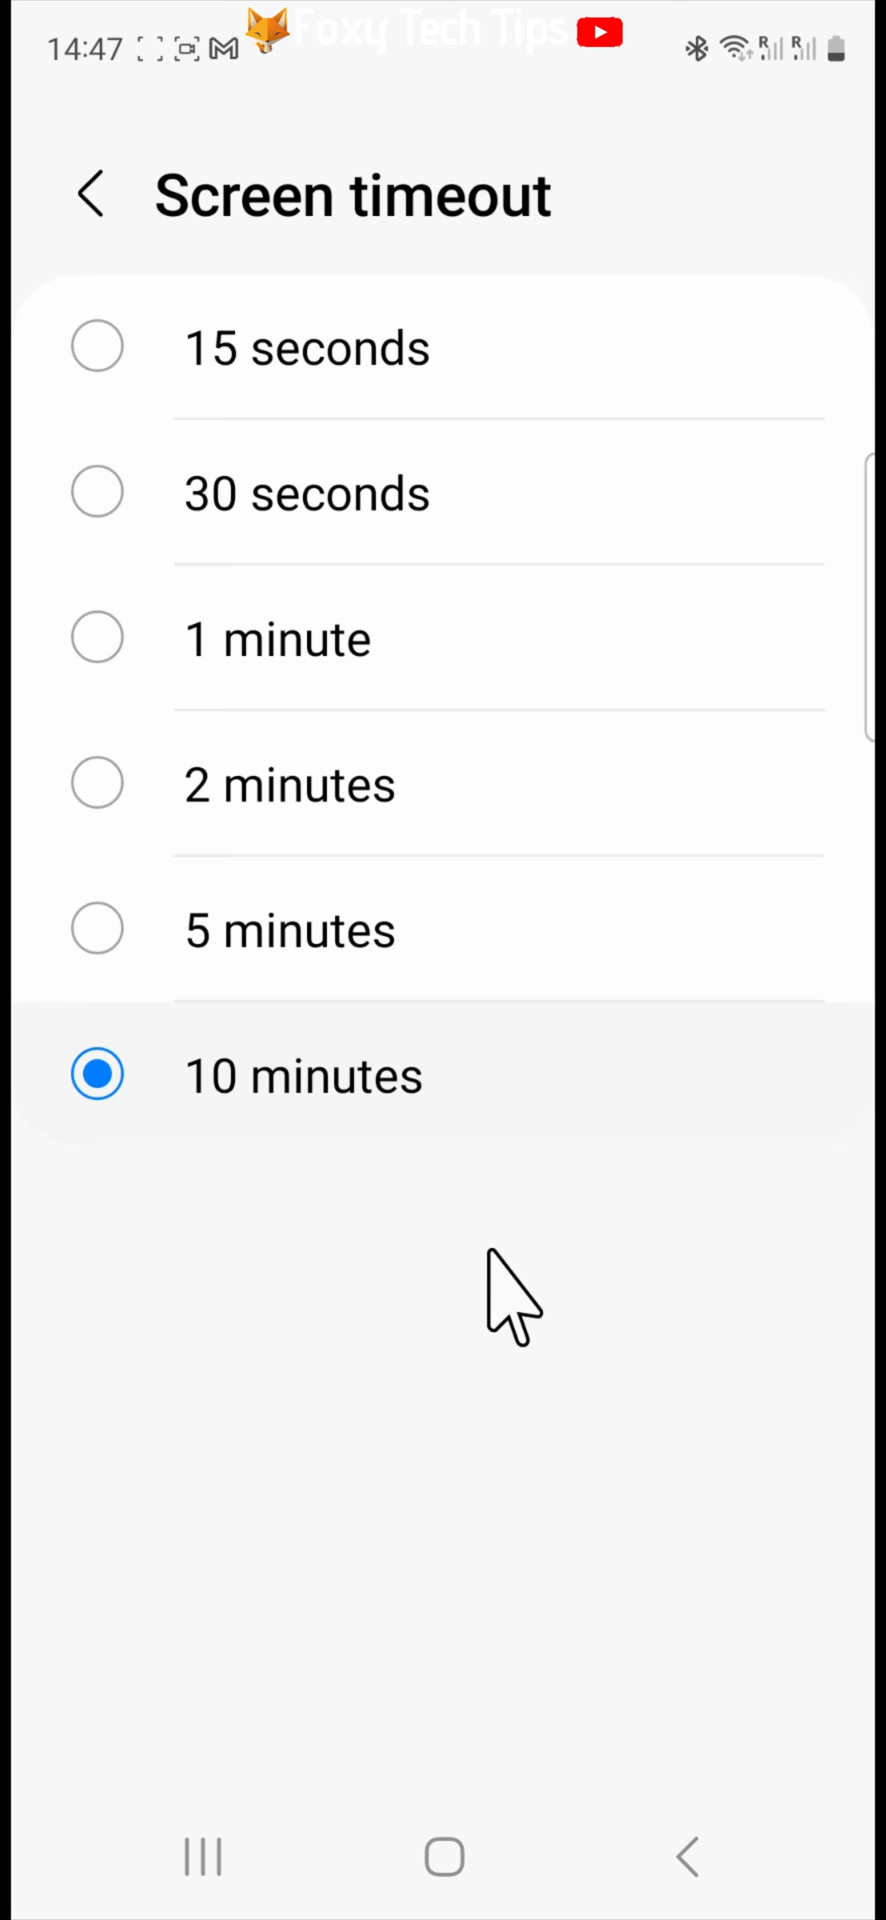 14:47 Foxy Tech Tips R R
Screen timeout
15 seconds
30 seconds
1 minute
2 minutes
5 minutes
10 minutes